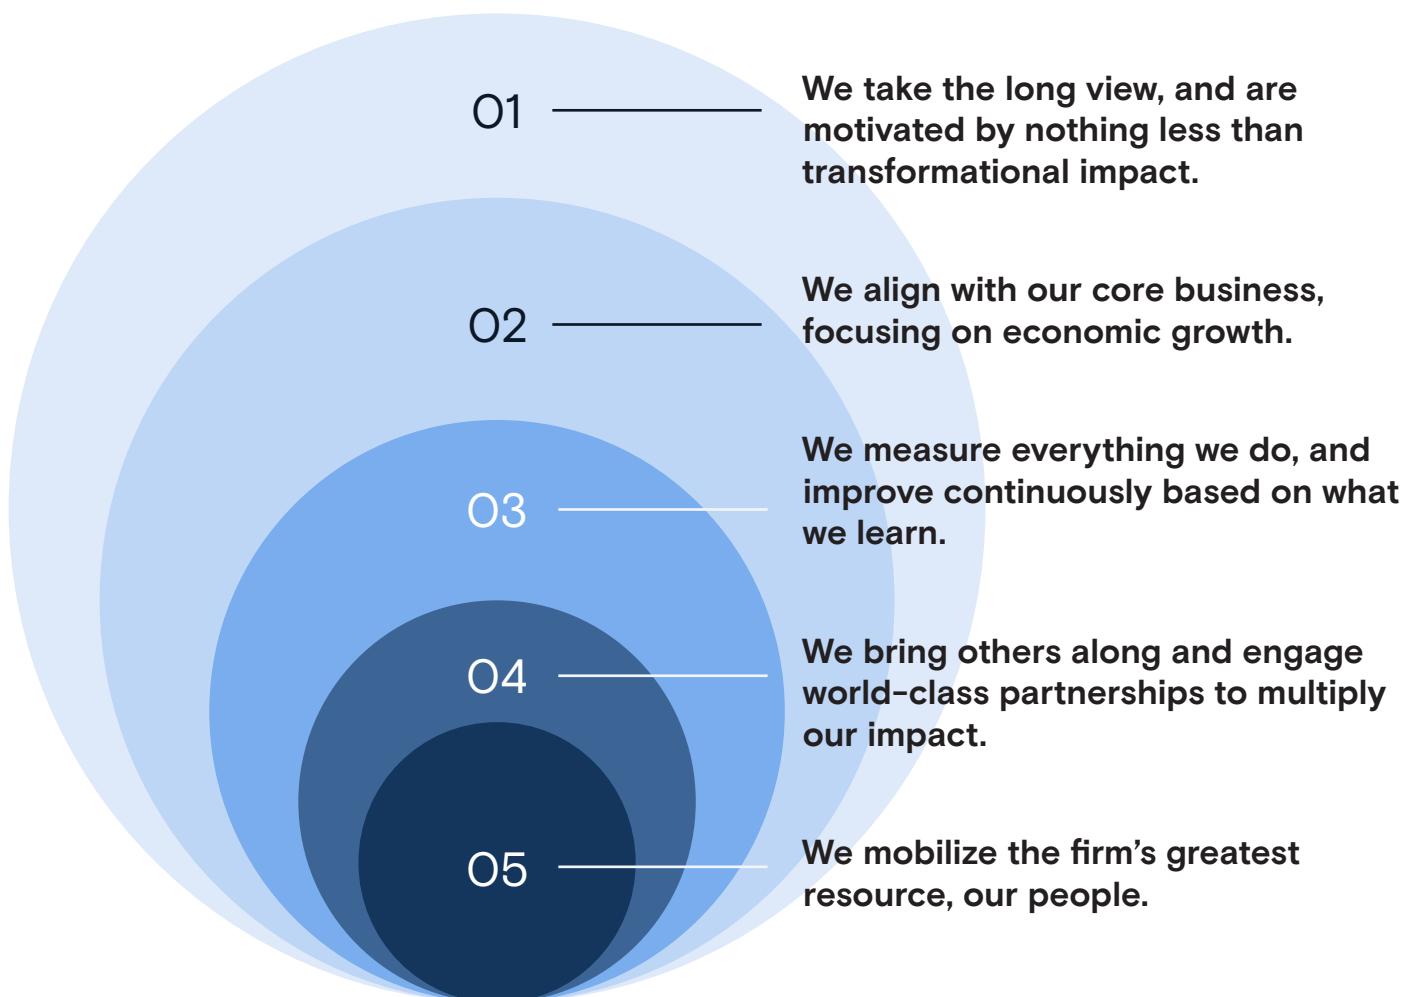 01
We take the long view, and are
motivated by nothing less than
transformational impact.
02
We align with our core business,
focusing on economic growth.
03
We measure everything we do, and
improve continuously based on what
we learn.
04
We bring others along and engage
world-class partnerships to multiply
our impact.
05
We mobilize the firm’s greatest
resource, our people.